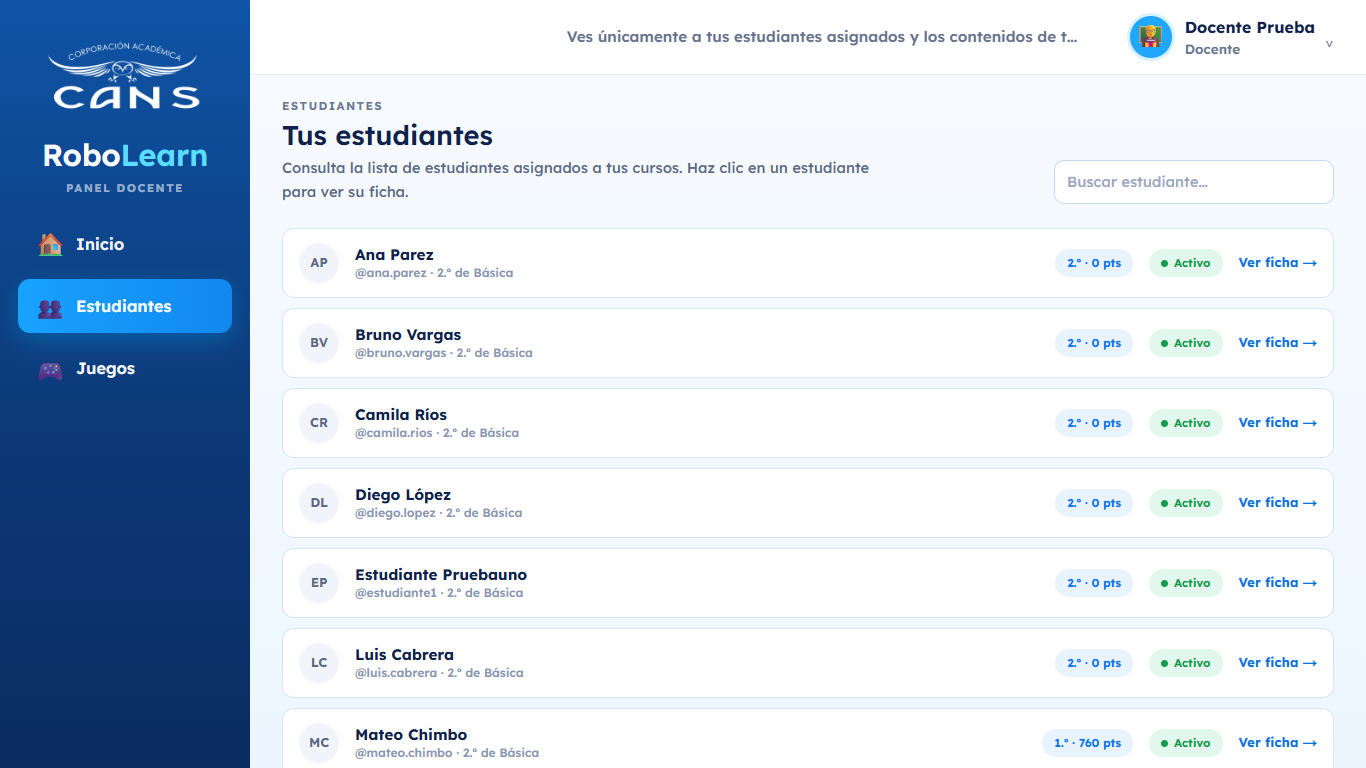 CORPORACIÓN ACADÉMICA
CANS
RoboLearn
PANEL DOCENTE
Inicio
Estudiantes
Juegos
Ves únicamente a tus estudiantes asignados y los contenidos de t...
Docente Prueba
Docente
v
ESTUDIANTES
Tus estudiantes
Consulta la lista de estudiantes asignados a tus cursos. Haz clic en un estudiante
para ver su ficha.
Buscar estudiante...
AP
Ana Parez
@ana.parez · 2.º de Básica
2.º · 0 pts
Activo
Ver ficha →
BV
Bruno Vargas
@bruno.vargas · 2.º de Básica
2.º · 0 pts
Activo
Ver ficha →
CR
Camila Ríos
@camila.rios · 2.º de Básica
2.º · 0 pts
Activo
Ver ficha →
DL
Diego López
@diego.lopez · 2.º de Básica
2.º · 0 pts
Activo
Ver ficha →
EP
Estudiante Pruebauno
@estudiante1 · 2.º de Básica
2.º · 0 pts
Activo
Ver ficha →
LC
Luis Cabrera
@luis.cabrera · 2.º de Básica
2.º · 0 pts
Activo
Ver ficha →
MC
Mateo Chimbo
@mateo.chimbo · 2.º de Básica
1.º · 760 pts
Activo
Ver ficha →